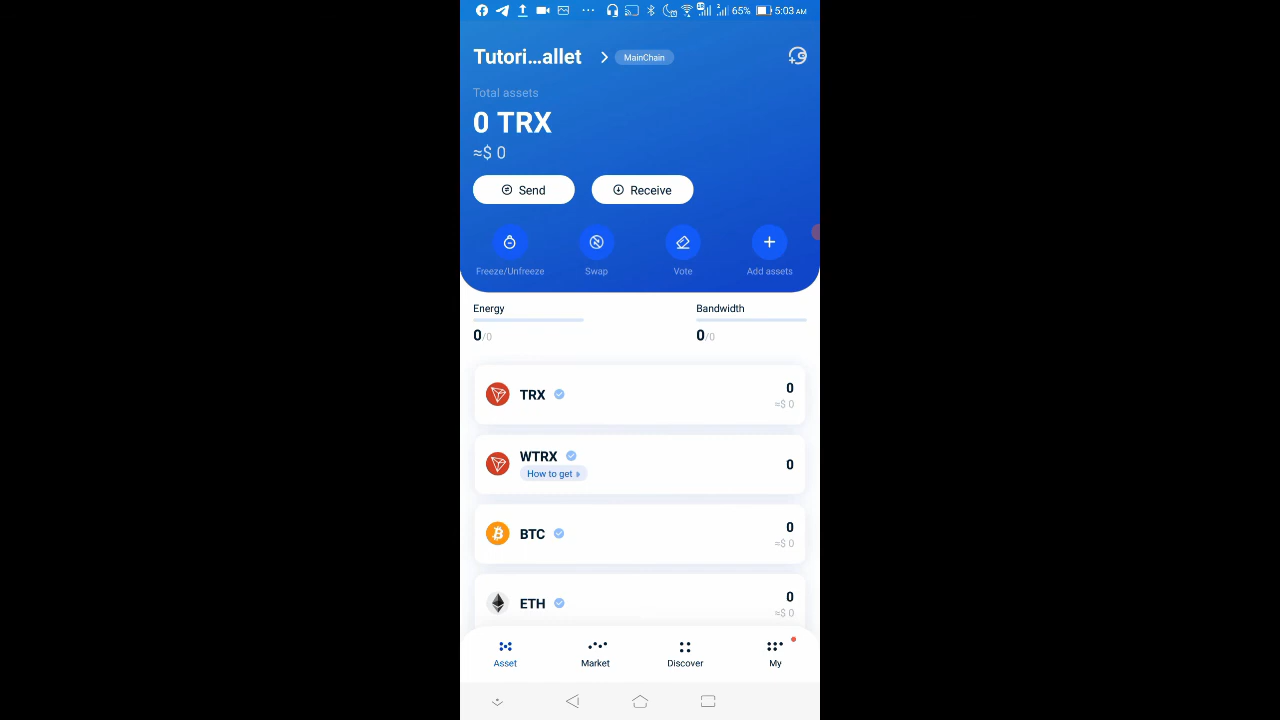 65% 5:03 AM
Tutori...allet MainChain
Total assets
0 TRX
≈$ 0
Send Receive
Freeze/Unfreeze Swap Vote Add assets
Energy Bandwidth
0/0 0/0
TRX 0
≈$ 0
WTRX 0
How to get
BTC 0
≈$ 0
ETH 0
≈$ 0
Asset Market Discover My